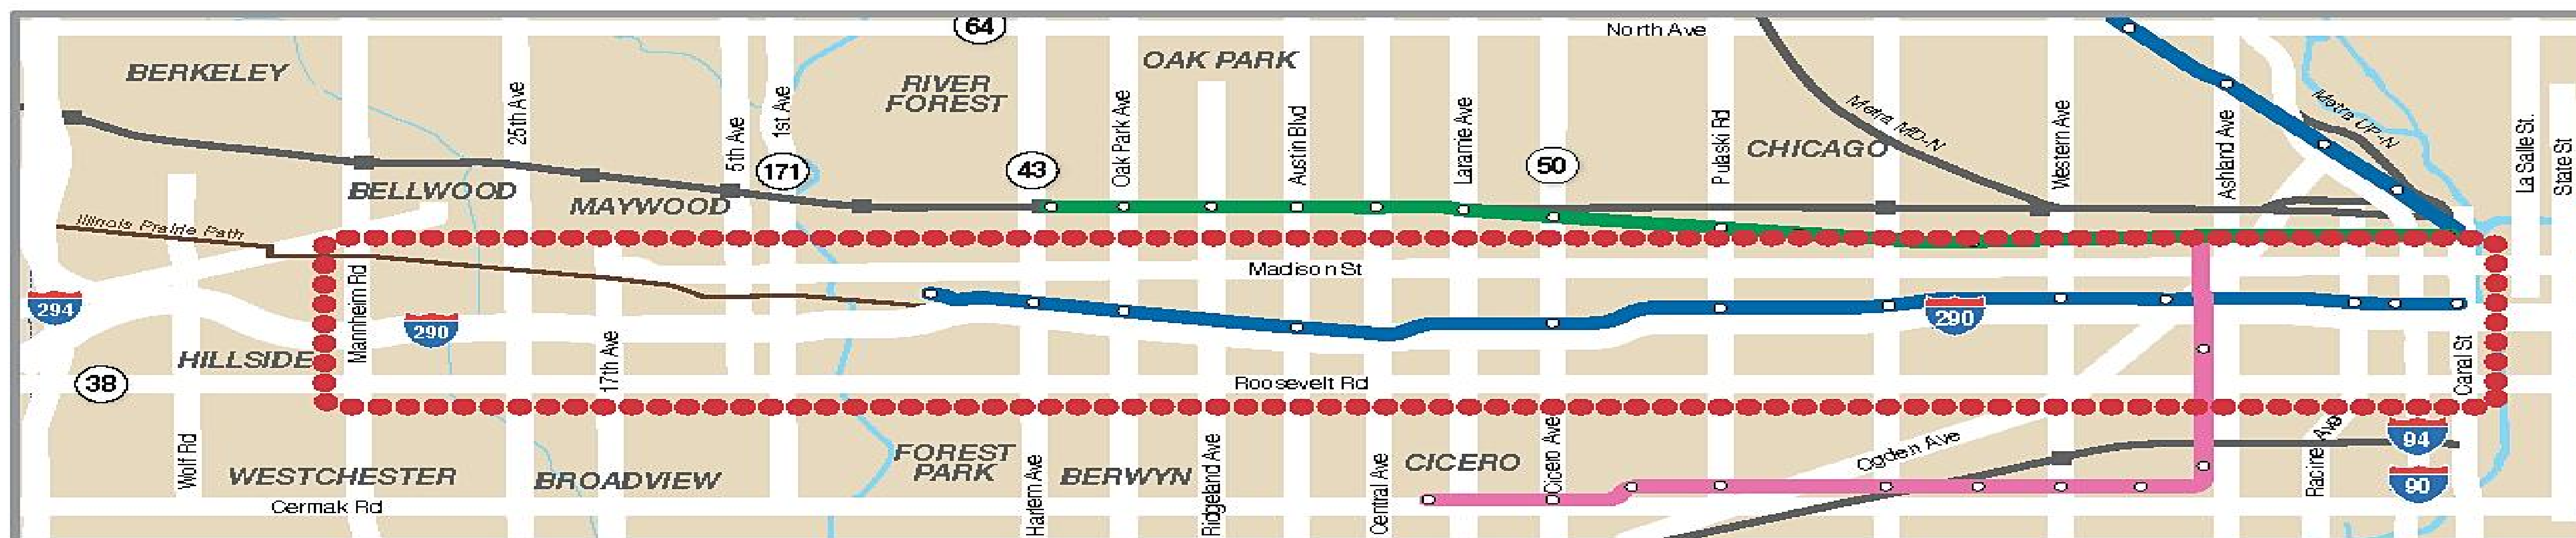 64
North Ave
OAK PARK
BERKELEY
RIVER
FOREST
25th Ave
5th Ave
1st Ave
Oak Park Ave
Austin Blvd
Laramie Ave
Pulaski Rd
Metra MD-N
Western Ave
Ashland Ave
Metra UP-N
La Salle St.
State St
CHICAGO
171
43
50
BELLWOOD
MAYWOOD
Illinois Prairie Path
Madison St
294
290
290
Mannheim Rd
HILLSIDE
17th Ave
38
Roosevelt Rd
Canal St
Wolf Rd
WESTCHESTER
BROADVIEW
FOREST
PARK
Harlem Ave
BERWYN
Ridgeland Ave
Central Ave
CICERO
Cicero Ave
Ogden Ave
Racine Ave
94
90
Cermak Rd